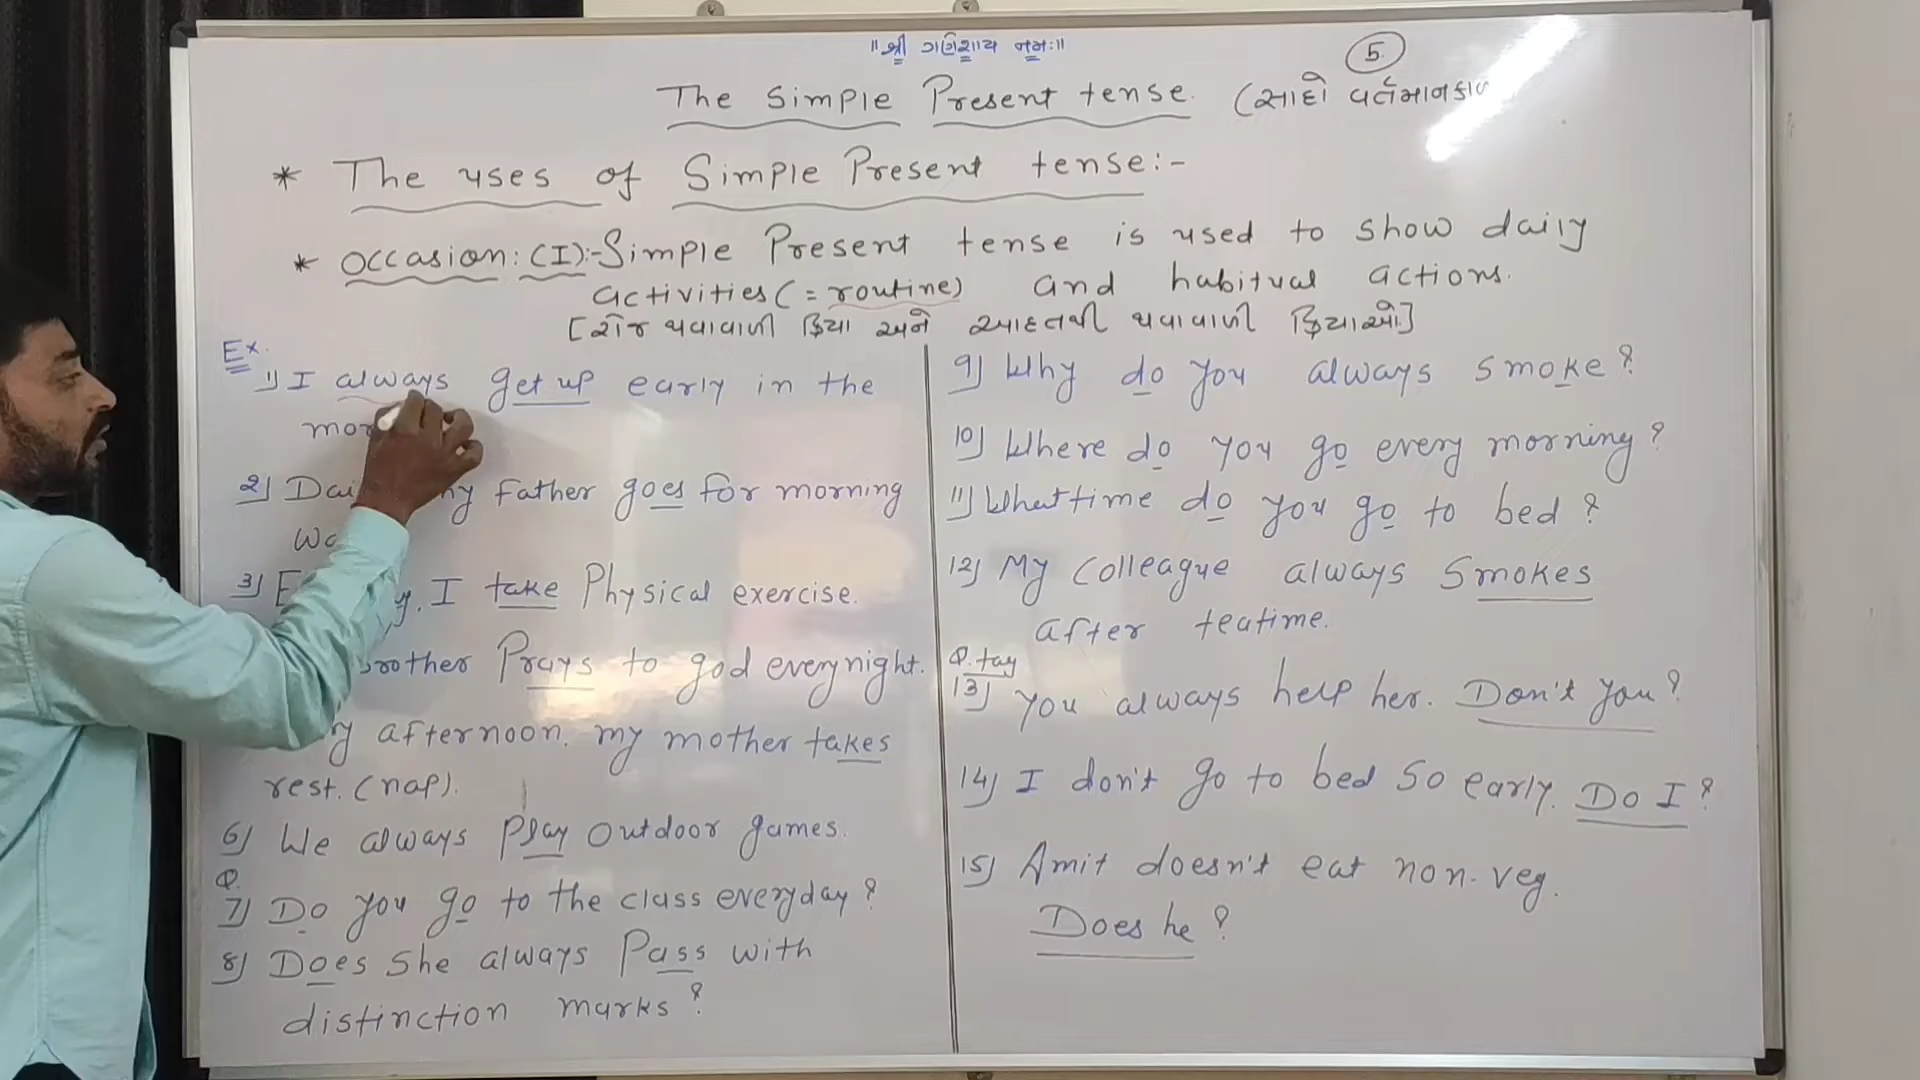 ॥ श्री ગણેશાય નમઃ॥
5.
The Simple Present tense. (સાદો વર્તમાનકાળ
* The uses of Simple Present tense:-
* Occasion: (I):- Simple Present tense is used to show daily
activities (= routine) and habitual actions.
[રોજ થવાવાળી ક્રિયા અને આદતથી થવાવાળી ક્રિયાઓ]
Ex.
1) I always get up early in the
mor
2) Dai my Father goes for morning
wa
3) E y, I take Physical exercise.
brother Prays to god every night.
y afternoon, my mother takes
rest. (nap).
6) We always Play outdoor games.
Q.
7) Do you go to the class everyday?
8) Does She always Pass with
distinction marks?
9) Why do you always smoke?
10) Where do you go every morning?
11) What time do you go to bed?
12) My Colleague always Smokes
after teatime.
Q. tag
13) You always help her. Don't you?
14) I don't go to bed so early. Do I?
15) Amit doesn't eat non-veg.
Does he?